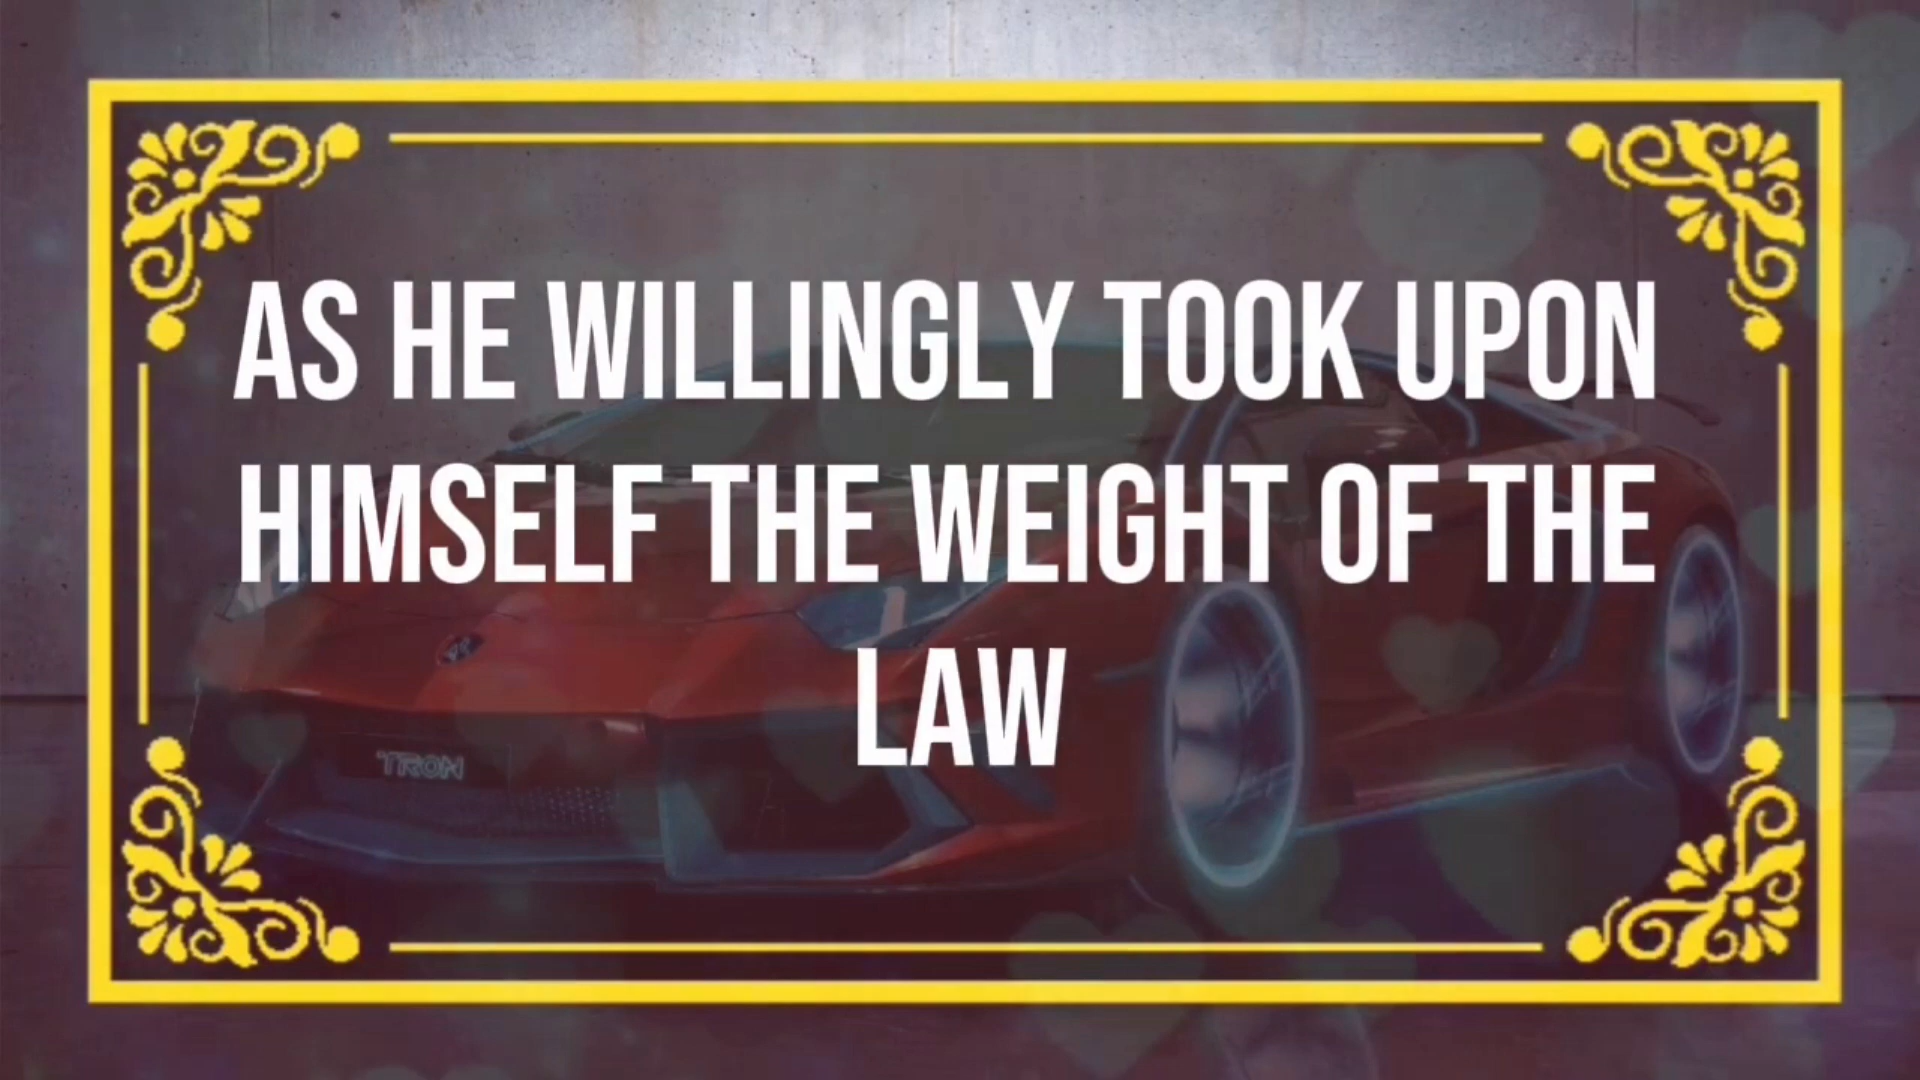 AS HE WILLINGLY TOOK UPON
HIMSELF THE WEIGHT OF THE
LAW
TRON